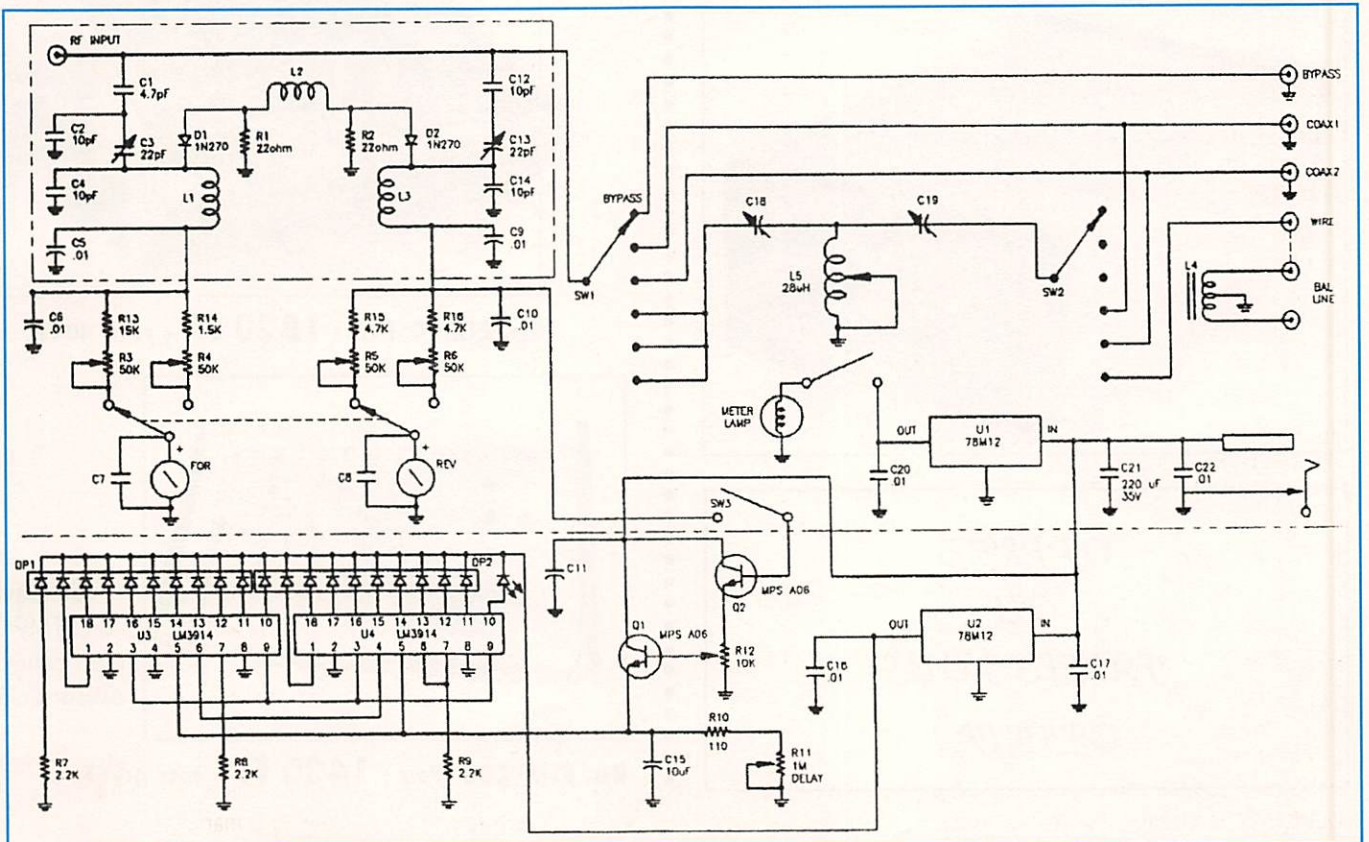 RF INPUT
C1
4.7pF
C2
10pF
C3
22pF
C4
10pF
C5
.01
L1
D1
1N270
R1
22ohm
L2
R2
22ohm
D2
1N270
L3
C12
10pF
C13
22pF
C14
10pF
C9
.01
BYPASS
SW1
C18
C19
L5
28uH
SW2
BYPASS
COAX1
COAX2
WIRE
L4
BAL
LINE
C6
.01
R13
15K
R14
1.5K
R3
50K
R4
50K
R15
4.7K
R16
4.7K
C10
.01
R5
50K
R6
50K
C7
+
FOR
C8
+
REV
METER
LAMP
OUT
U1
78M12
IN
C20
.01
C21
220 uF
35V
C22
.01
SW3
DP1
DP2
C11
Q2
MPS A06
Q1
MPS A06
R12
10K
18 17 16 15 14 13 12 11 10
U3 LM3914
1 2 3 4 5 6 7 8 9
18 17 16 15 14 13 12 11 10
U4 LM3914
1 2 3 4 5 6 7 8 9
OUT
U2
78M12
IN
C16
.01
C17
.01
R7
2.2K
R8
2.2K
R9
2.2K
R10
110
C15
10uF
R11
1M
DELAY